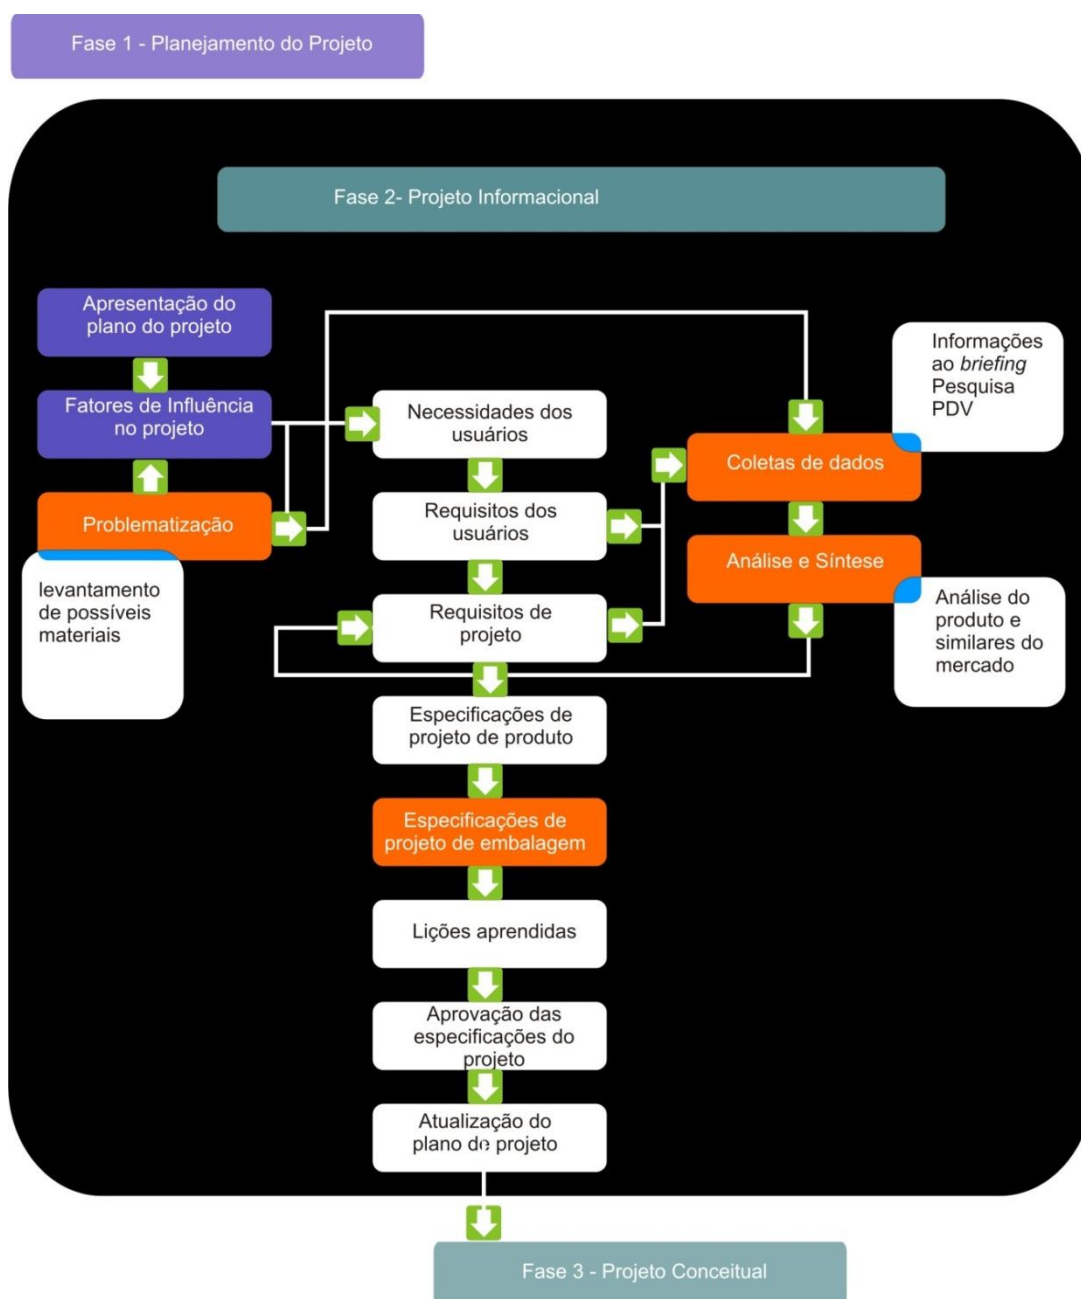 Fase 1 - Planejamento do Projeto
Fase 2- Projeto Informacional
Apresentação do
plano do projeto
Fatores de Influência
no projeto
Problematização
levantamento
de possíveis
materiais
Necessidades dos
usuários
Requisitos dos
usuários
Requisitos de
projeto
Informações
ao briefing
Pesquisa
PDV
Coletas de dados
Análise e Síntese
Análise do
produto e
similares do
mercado
Especificações de
projeto de produto
Especificações de
projeto de embalagem
Lições aprendidas
Aprovação das
especificações do
projeto
Atualização do
plano de projeto
Fase 3 - Projeto Conceitual